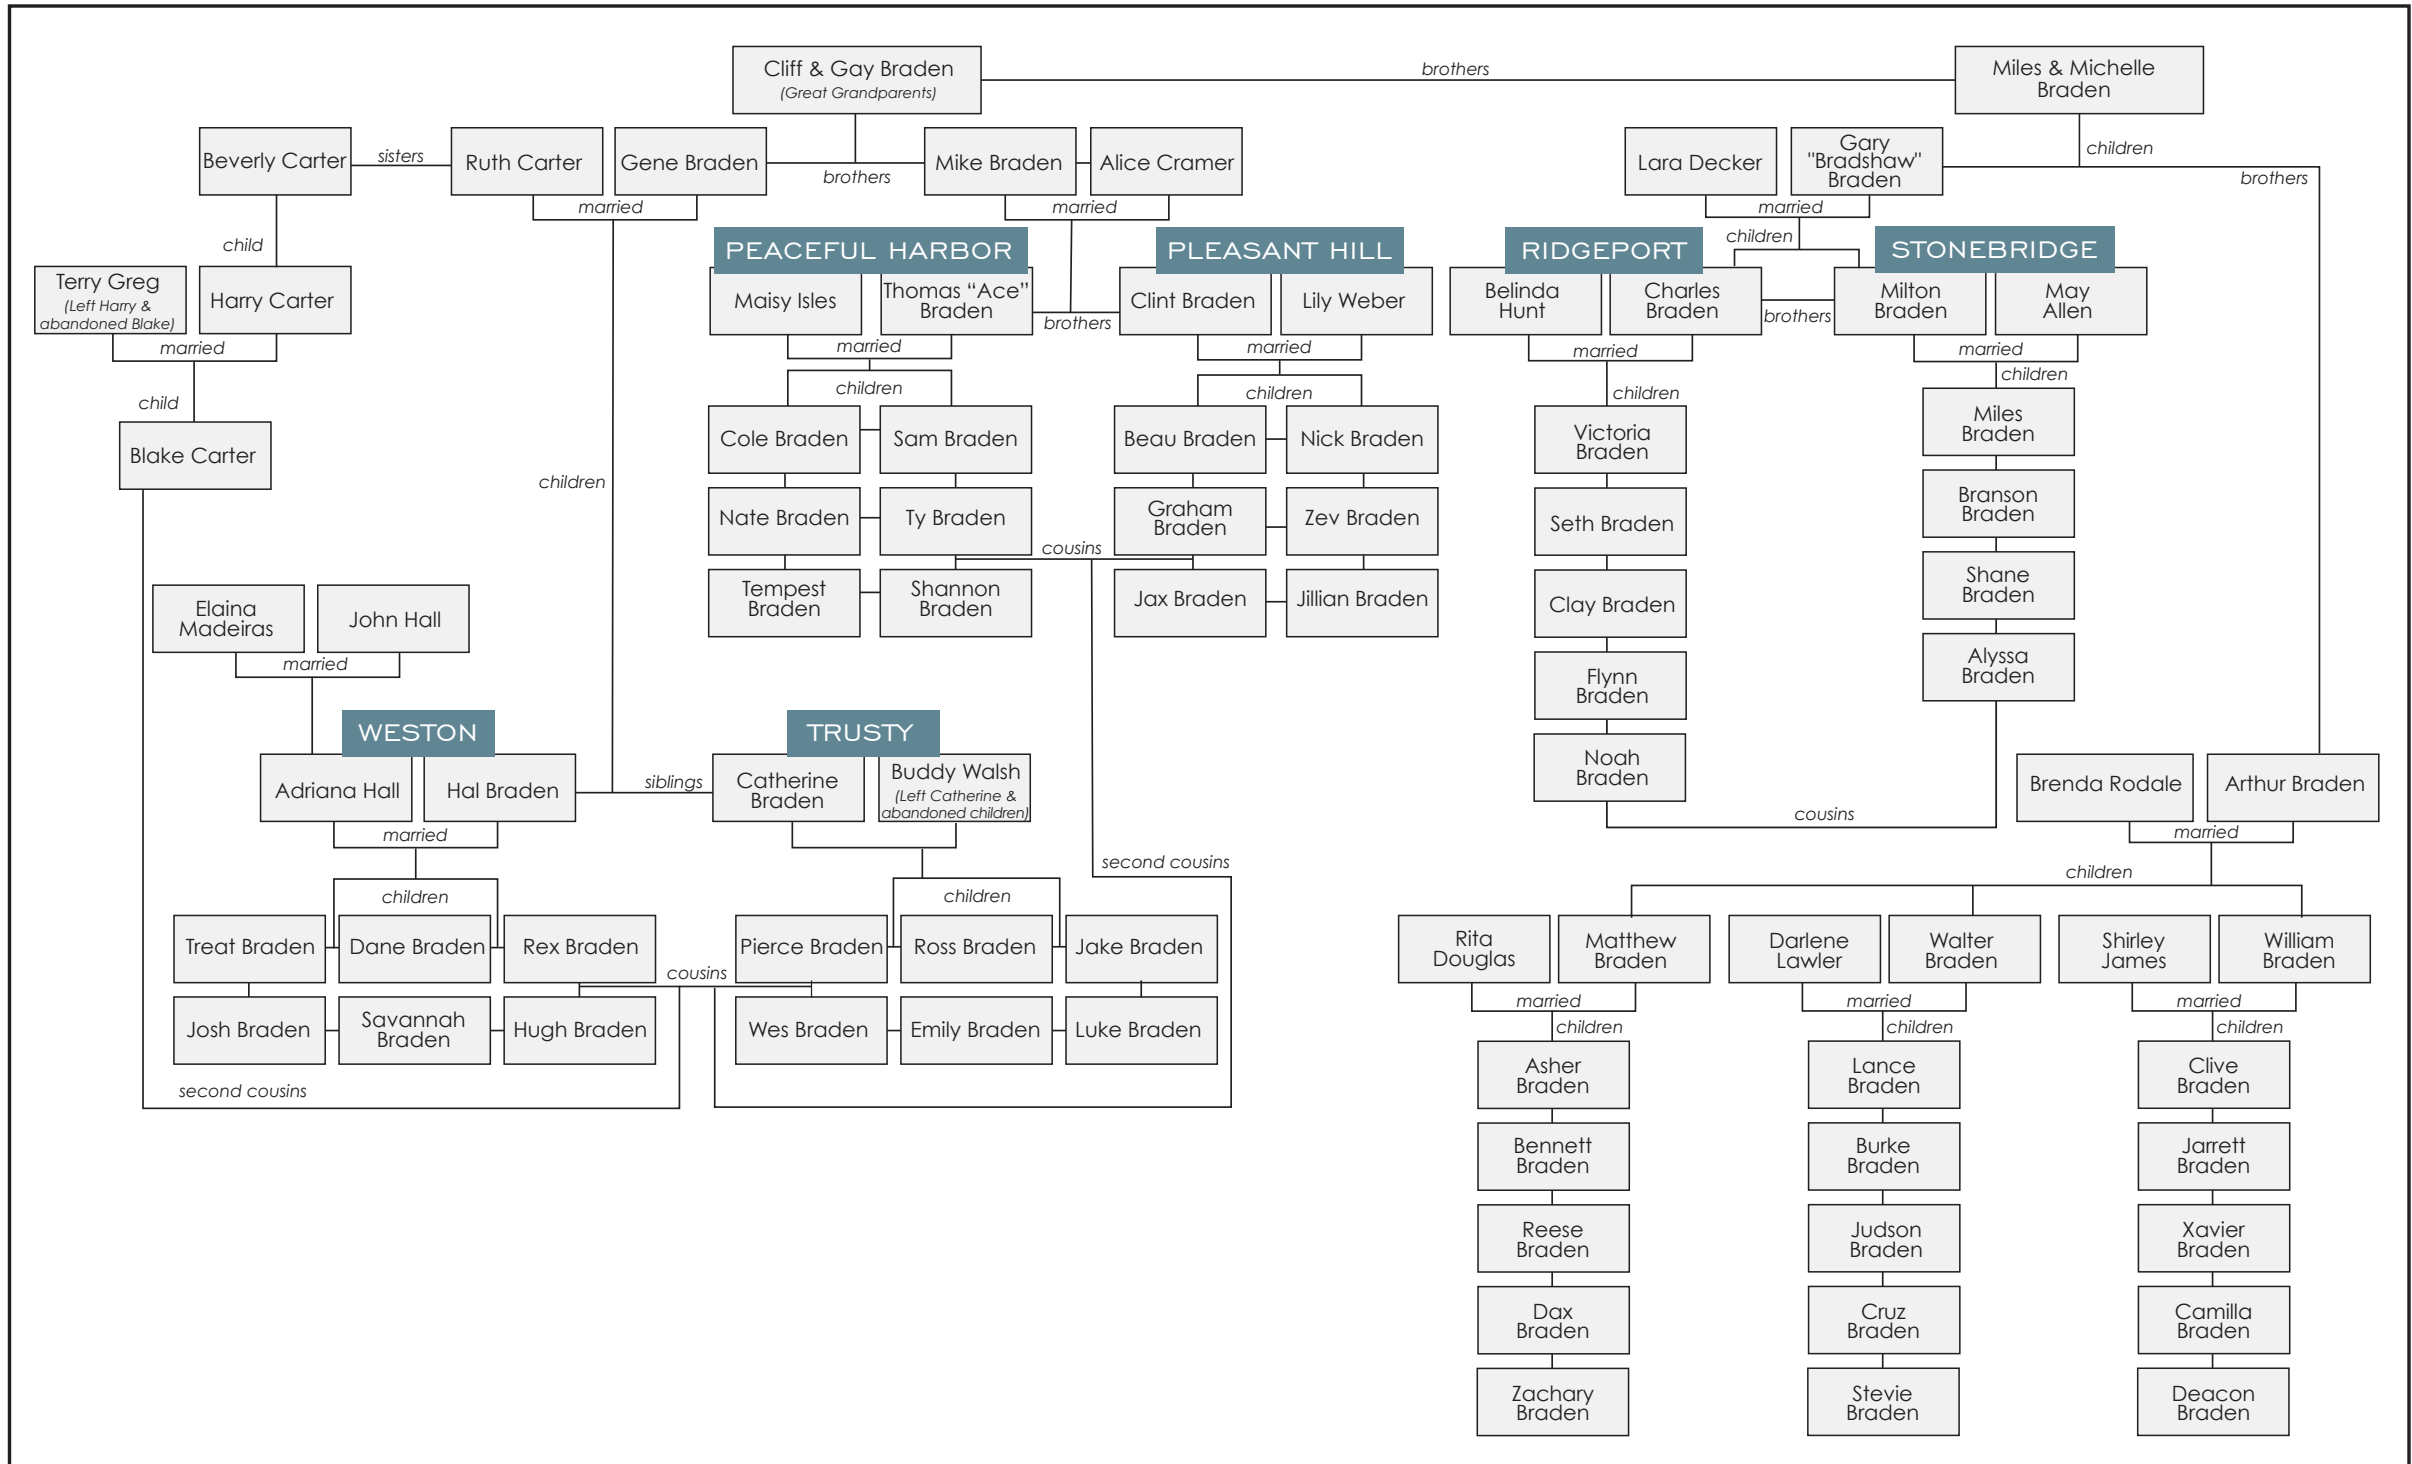 Cliff & Gay Braden
(Great Grandparents)
brothers
Miles & Michelle
Braden
Beverly Carter
sisters
Ruth Carter
Gene Braden
brothers
Mike Braden
Alice Cramer
Lara Decker
Gary
"Bradshaw"
Braden
children
brothers
married
married
married
child
children
PEACEFUL HARBOR
PLEASANT HILL
RIDGEPORT
STONEBRIDGE
Terry Greg
(Left Harry &
abandoned Blake)
Harry Carter
Maisy Isles
Thomas “Ace”
Braden
brothers
Clint Braden
Lily Weber
Belinda
Hunt
Charles
Braden
brothers
Milton
Braden
May
Allen
married
married
married
married
married
child
children
children
children
children
Blake Carter
children
Cole Braden
Sam Braden
Beau Braden
Nick Braden
Victoria
Braden
Miles
Braden
Nate Braden
Ty Braden
Graham
Braden
Zev Braden
Seth Braden
Branson
Braden
cousins
Tempest
Braden
Shannon
Braden
Jax Braden
Jillian Braden
Clay Braden
Shane
Braden
Elaina
Madeiras
John Hall
married
Flynn
Braden
Alyssa
Braden
WESTON
TRUSTY
Adriana Hall
Hal Braden
siblings
Catherine
Braden
Buddy Walsh
(Left Catherine &
abandoned children)
Noah
Braden
cousins
Brenda Rodale
Arthur Braden
married
married
second cousins
children
children
children
Treat Braden
Dane Braden
Rex Braden
cousins
Pierce Braden
Ross Braden
Jake Braden
Josh Braden
Savannah
Braden
Hugh Braden
Wes Braden
Emily Braden
Luke Braden
second cousins
Rita
Douglas
Matthew
Braden
Darlene
Lawler
Walter
Braden
Shirley
James
William
Braden
married
married
married
children
children
children
Asher
Braden
Lance
Braden
Clive
Braden
Bennett
Braden
Burke
Braden
Jarrett
Braden
Reese
Braden
Judson
Braden
Xavier
Braden
Dax
Braden
Cruz
Braden
Camilla
Braden
Zachary
Braden
Stevie
Braden
Deacon
Braden